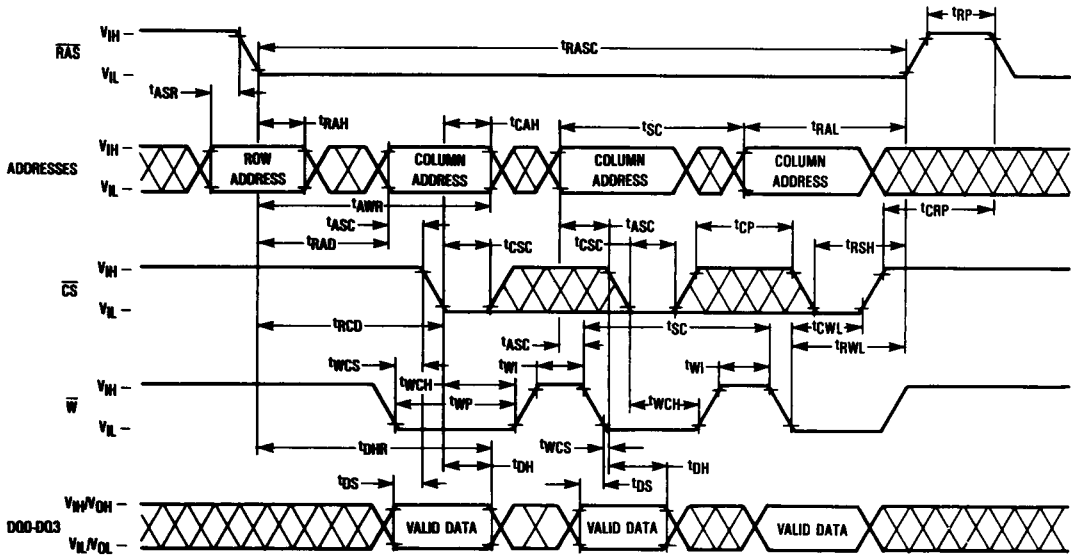 VIH
tRP
RAS
tRASC
VIL
tASR
tRAH
tCAH
tSC
tRAL
VIH
ADDRESSES
ROW ADDRESS
COLUMN ADDRESS
COLUMN ADDRESS
COLUMN ADDRESS
VIL
tAWR
tCRP
tASC
tASC
tCP
tRAD
tCSC
tCSC
tRSH
VIH
CS
VIL
tRCD
tSC
tCWL
tASC
tRWL
tWCS
tWI
tWI
VIH
tWCH
tWCH
tWP
W
VIL
tWCS
tDHR
tDH
tDH
tDS
tDS
VIH/VOH
DQ0-DQ3
VALID DATA
VALID DATA
VALID DATA
VIL/VOL